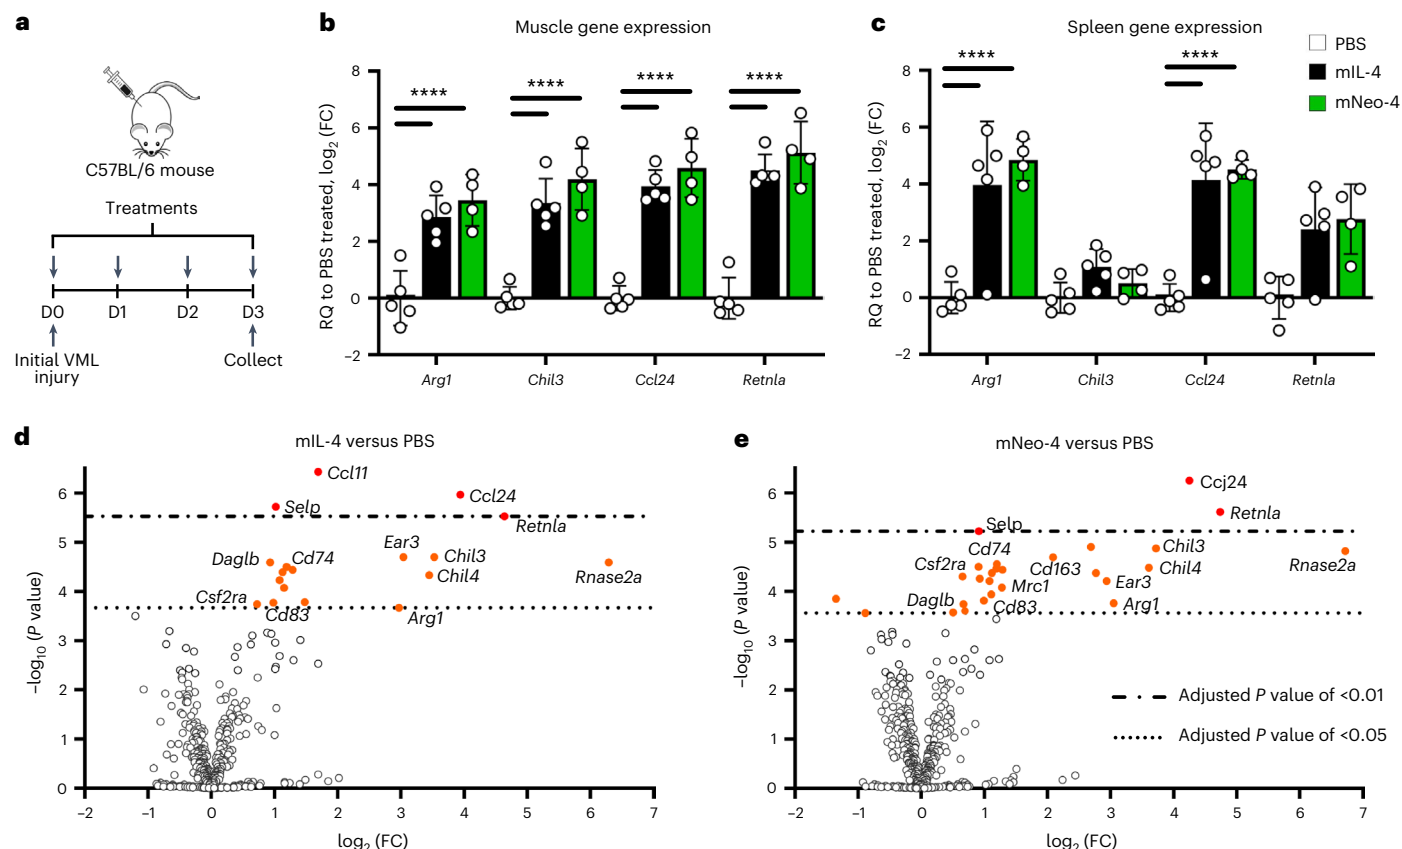 a
C57BL/6 mouse
Treatments
D0 D1 D2 D3
Initial VML
injury
Collect
b
Muscle gene expression
RQ to PBS treated, log2 (FC)
8
6
4
2
0
–2
****
****
****
****
Arg1 Chil3 Ccl24 Retnla
c
Spleen gene expression
RQ to PBS treated, log2 (FC)
8
6
4
2
0
–2
****
****
Arg1 Chil3 Ccl24 Retnla
PBS
mIL-4
mNeo-4
d
mIL-4 versus PBS
–log10 (P value)
6
5
4
3
2
1
0
Ccl11
Ccl24
Selp
Retnla
Ear3
Daglb
Cd74
Chil3
Chil4
Rnase2a
Csf2ra
Cd83
Arg1
–2 –1 0 1 2 3 4 5 6 7
log2 (FC)
e
mNeo-4 versus PBS
–log10 (P value)
6
5
4
3
2
1
0
Ccj24
Retnla
Selp
Cd74
Chil3
Csf2ra
Cd163
Chil4
Rnase2a
Mrc1
Ear3
Daglb
Cd83
Arg1
Adjusted P value of <0.01
Adjusted P value of <0.05
–2 –1 0 1 2 3 4 5 6 7
log2 (FC)